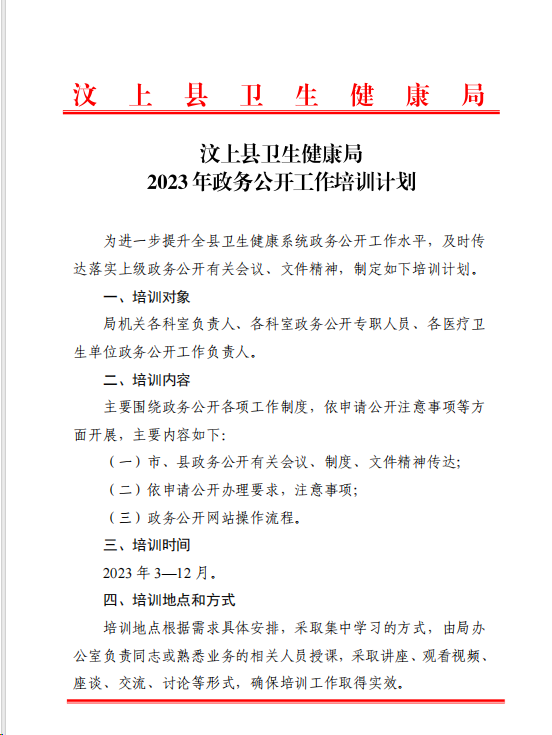 汶上县卫生健康局
汶上县卫生健康局
2023年政务公开工作培训计划
为进一步提升全县卫生健康系统政务公开工作水平，及时传
达落实上级政务公开有关会议、文件精神，制定如下培训计划。
一、培训对象
局机关各科室负责人、各科室政务公开专职人员、各医疗卫
生单位政务公开工作负责人。
二、培训内容
主要围绕政务公开各项工作制度，依申请公开注意事项等方
面开展，主要内容如下：
（一）市、县政务公开有关会议、制度、文件精神传达；
（二）依申请公开办理要求，注意事项；
（三）政务公开网站操作流程。
三、培训时间
2023年3—12月。
四、培训地点和方式
培训地点根据需求具体安排，采取集中学习的方式，由局办
公室负责同志或熟悉业务的相关人员授课，采取讲座、观看视频、
座谈、交流、讨论等形式，确保培训工作取得实效。